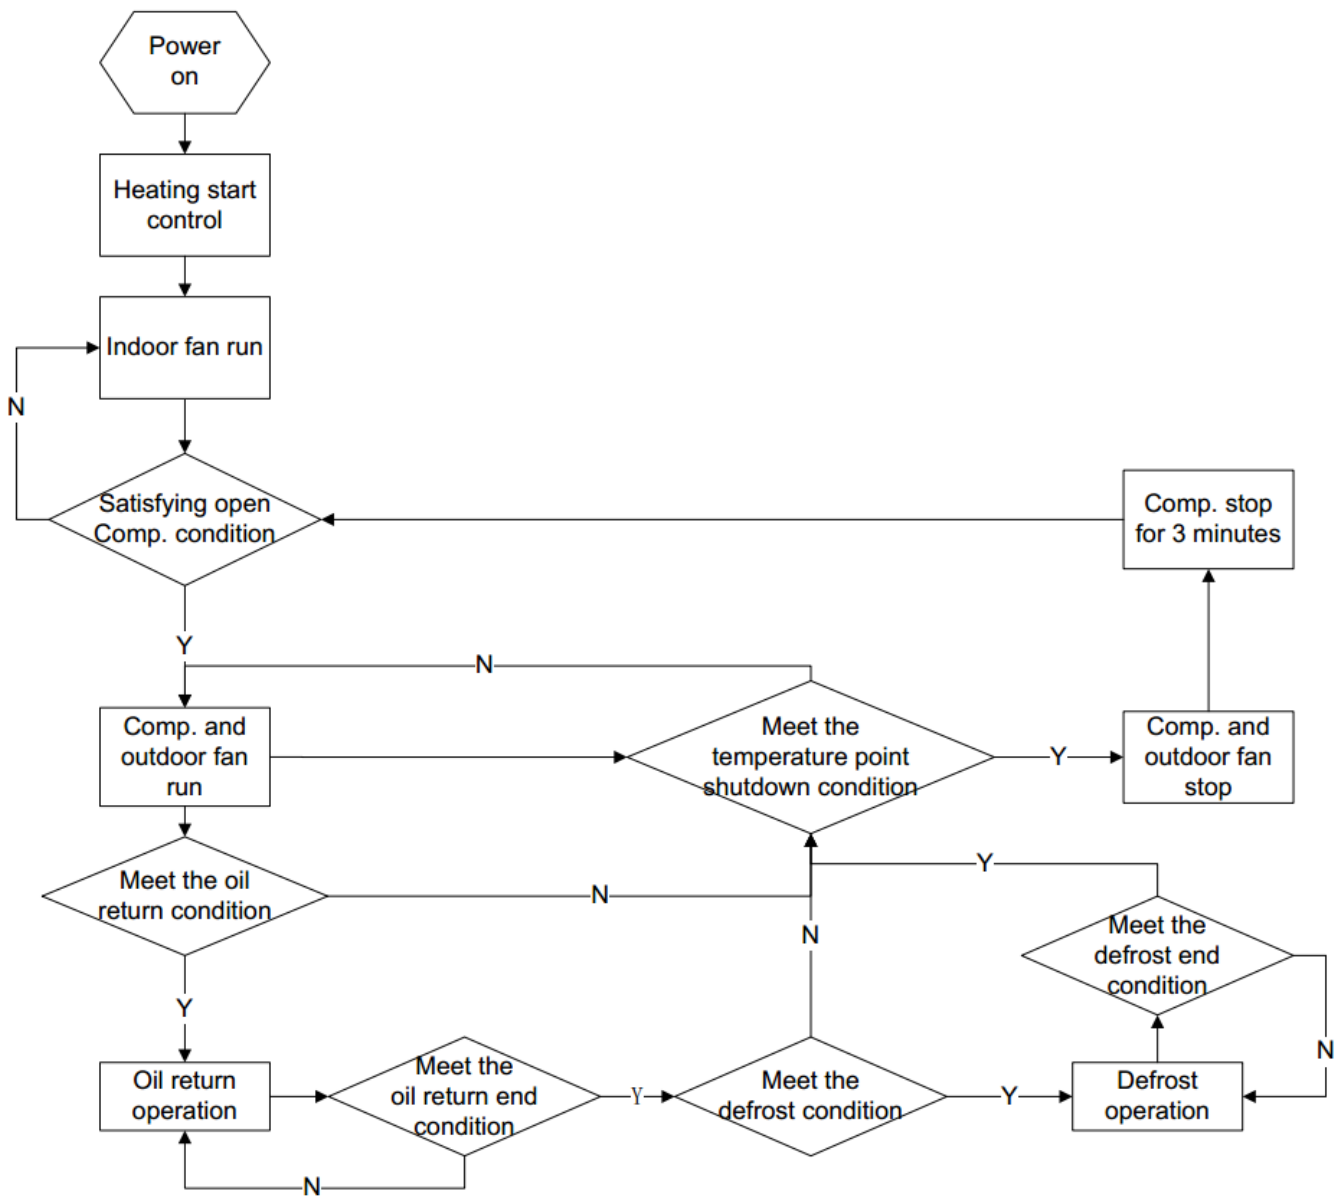 Power
on
Heating start
control
Indoor fan run
N
Satisfying open
Comp. condition
Comp. stop
for 3 minutes
Y
N
Comp. and
outdoor fan
run
Meet the
temperature point
shutdown condition
Y
Comp. and
outdoor fan
stop
Meet the oil
return condition
N
Y
N
Meet the
defrost end
condition
Y
N
Oil return
operation
Meet the
oil return end
condition
Y
Meet the
defrost condition
Y
Defrost
operation
N